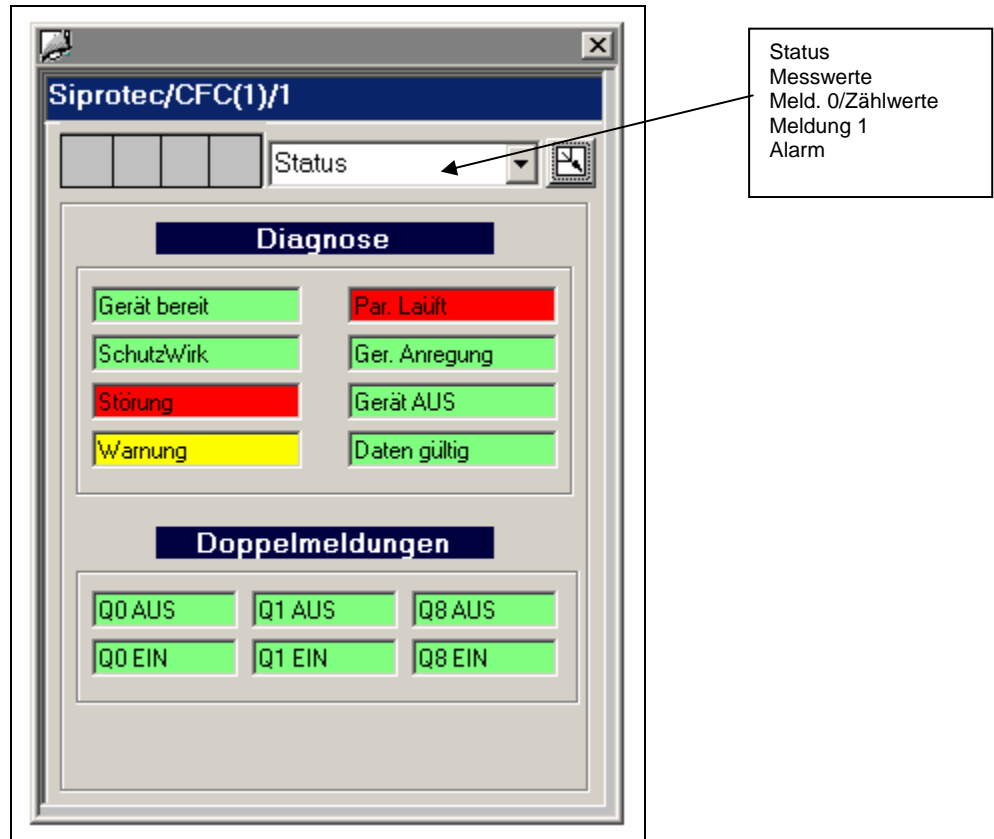 Siprotec/CFC(1)/1
Status
Diagnose
Gerät bereit
Par. Laüft
SchutzWirk
Ger. Anregung
Störung
Gerät AUS
Warnung
Daten gültig
Doppelmeldungen
Q0 AUS
Q1 AUS
Q8 AUS
Q0 EIN
Q1 EIN
Q8 EIN
Status
Messwerte
Meld. 0/Zählwerte
Meldung 1
Alarm